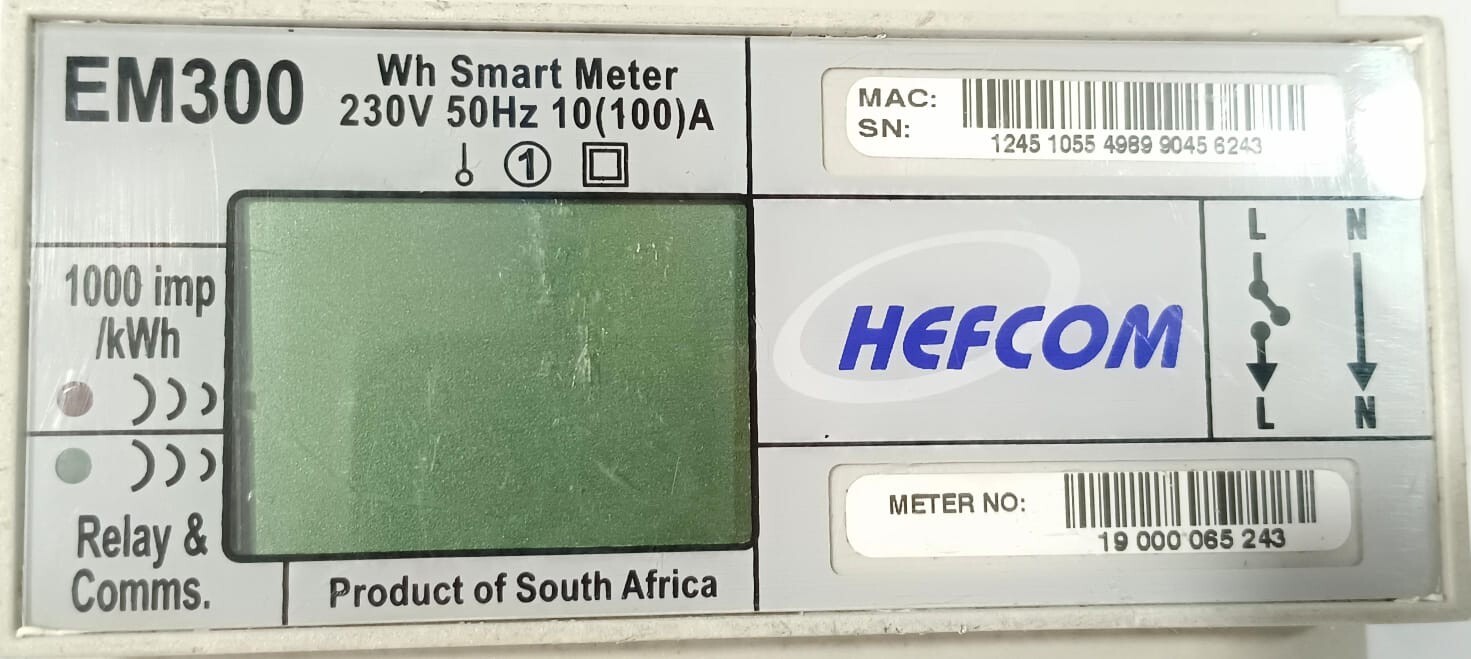 EM300
Wh Smart Meter
230V 50Hz 10(100)A
1
1000 imp
/kWh
Relay &
Comms.
Product of South Africa
MAC:
SN:
1245 1055 4989 9045 6243
HEFCOM
L N
L N
METER NO:
19 000 065 243